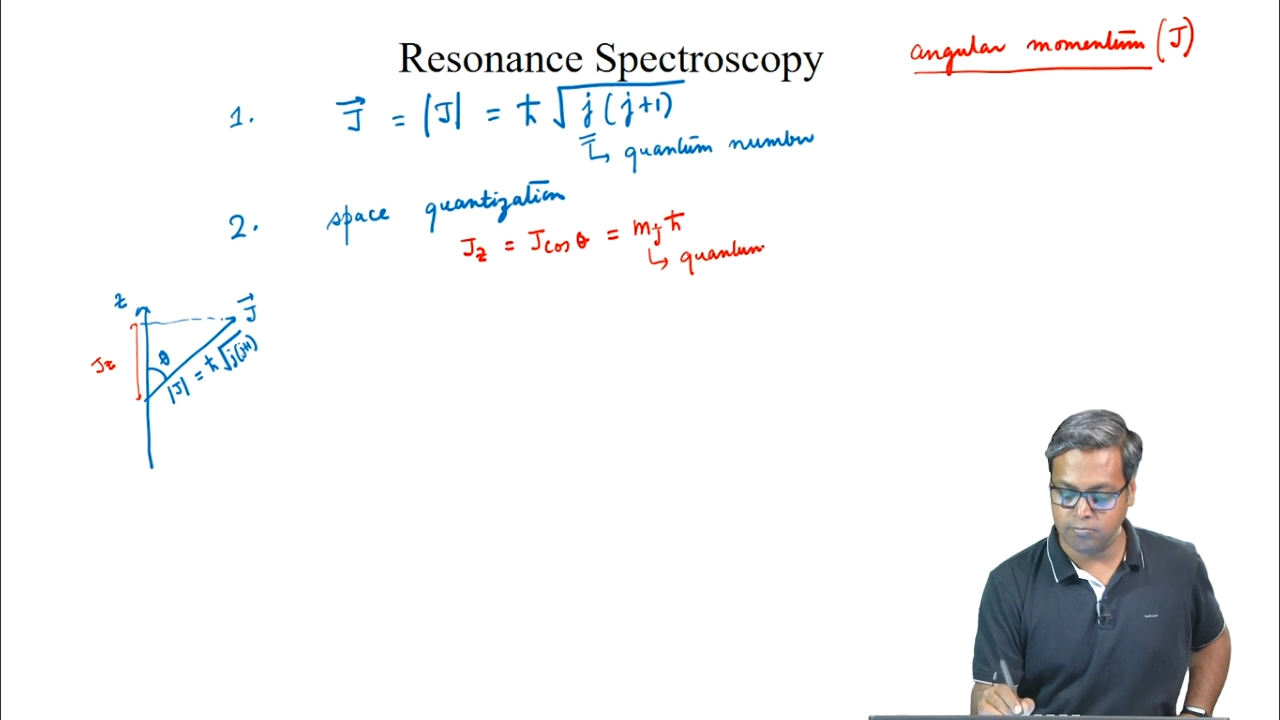 Resonance Spectroscopy
angular momentum (J)
1. J⃗ = |J| = ħ √j(j+1)
↳ quantum number
2. space quantization
J_z = J cos θ = m_j ħ
↳ quantum
z
J⃗
J_z
θ
|J| = ħ √j(j+1)